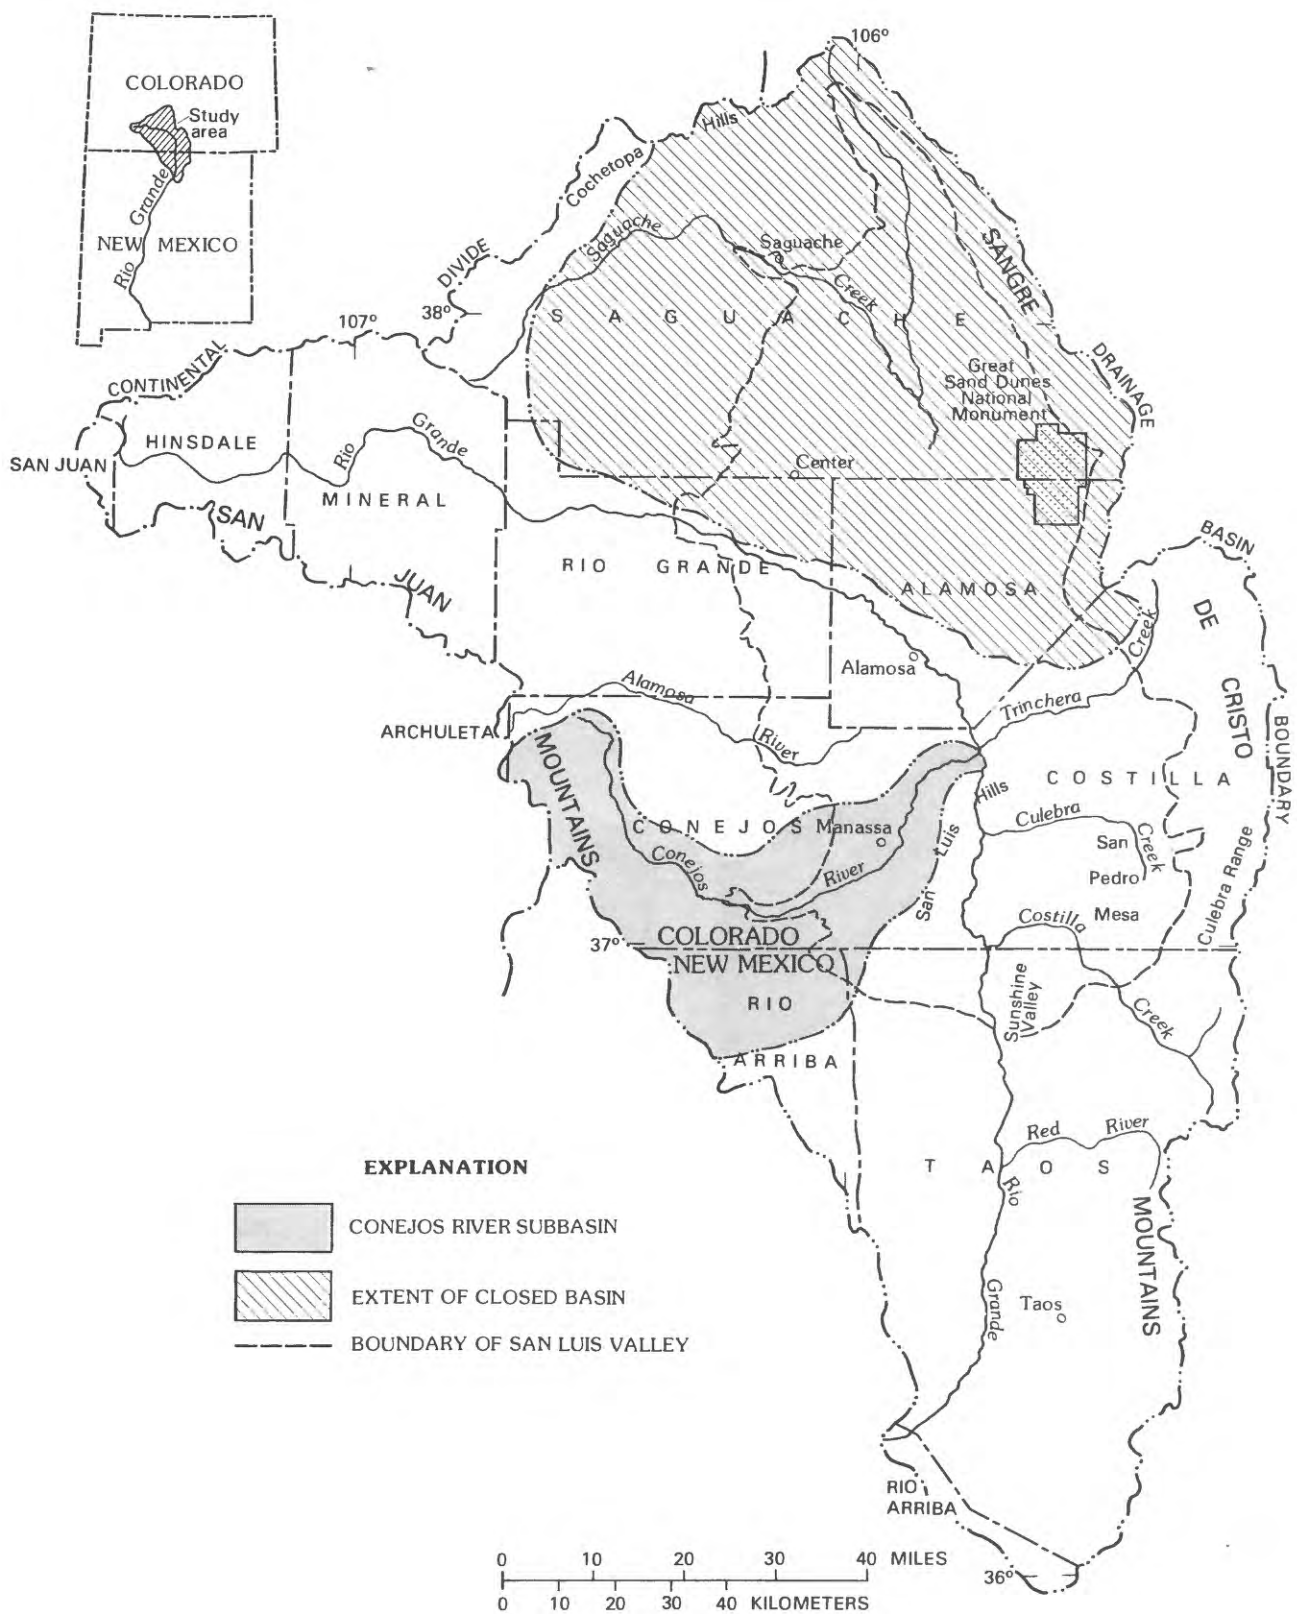 COLORADO
Study
area
Rio Grande
NEW MEXICO
106°
Hills
Cochetopa
DIVIDE
Saguache Creek
Saguache
SANGRE
38°
107°
S A G U A C H E
CONTINENTAL
Great
Sand Dunes
National
Monument
DRAINAGE
HINSDALE
Rio Grande
SAN JUAN
Center
MINERAL
SAN
BASIN
RIO GRANDE
JUAN
ALAMOSA
DE
Creek
Alamosa
Alamosa
Trinchera
CRISTO
ARCHULETA
River
BOUNDARY
MOUNTAINS
COSTILLA
Hills
CONEJOS
Manassa
Culebra
Creek
San
Luis
Conejos
River
Pedro
San
Mesa
Costilla
Culebra Range
37°
COLORADO
NEW MEXICO
RIO
Sunshine
Valley
Creek
ARRIBA
Red River
EXPLANATION
T A O S
Rio
CONEJOS RIVER SUBBASIN
MOUNTAINS
EXTENT OF CLOSED BASIN
Grande
Taos
BOUNDARY OF SAN LUIS VALLEY
RIO
ARRIBA
0 10 20 30 40 MILES
36°
0 10 20 30 40 KILOMETERS